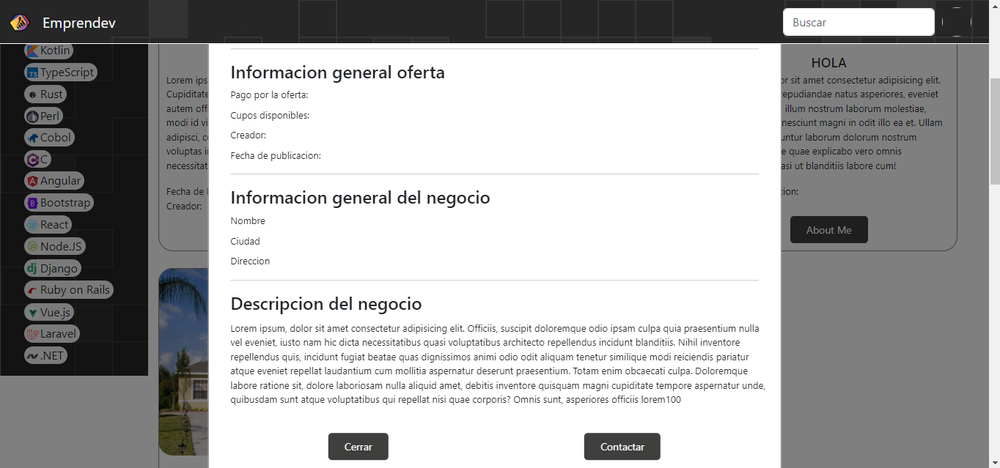 Emprendev
Buscar
Kotlin
TypeScript
Rust
Perl
Cobol
C
Angular
Bootstrap
React
Node.JS
Django
Ruby on Rails
Vue.js
Laravel
.NET
Lorem ips
Cupiditate
autem off
modi id vi
adipisci, c
voluptas i
necessitat
Fecha de
Creador:
Informacion general oferta
Pago por la oferta:
Cupos disponibles:
Creador:
Fecha de publicacion:
Informacion general del negocio
Nombre
Ciudad
Direccion
Descripcion del negocio
Lorem ipsum, dolor sit amet consectetur adipisicing elit. Officiis, suscipit doloremque odio ipsam culpa quia praesentium nulla
vel eveniet, iusto nam hic dicta necessitatibus quasi voluptatibus architecto repellendus incidunt blanditiis. Nihil inventore
repellendus quis, incidunt fugiat beatae quas dignissimos animi odio odit aliquam tenetur similique modi reiciendis pariatur
atque eveniet repellat laudantium cum mollitia aspernatur deserunt praesentium. Totam enim obcaecati culpa. Doloremque
labore ratione sit, dolore laboriosam nulla aliquid amet, debitis inventore quisquam magni cupiditate tempore aspernatur unde,
quibusdam sunt atque voluptatibus qui repellat nisi quae corporis? Omnis sunt, asperiores officiis lorem100
Cerrar
Contactar
HOLA
or sit amet consectetur adipisicing elit.
repudiandae natus asperiores, eveniet
illum nostrum laborum molestiae,
nesciunt magni in odit illo ea et. Ullam
untur laborum dolorum nostrum
e quae explicabo vero omnis
asi ut blanditiis labore cum!
cion:
About Me